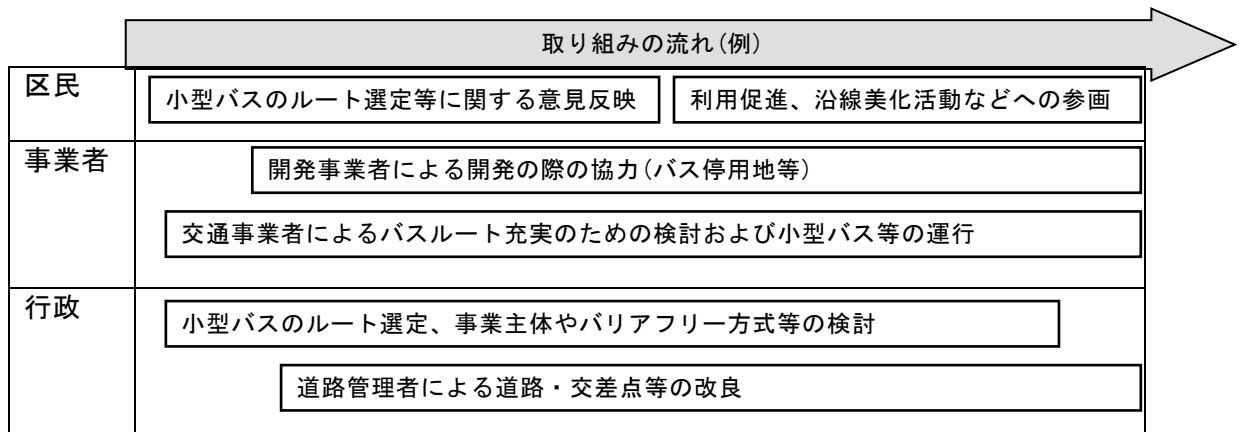 取り組みの流れ(例)
区民
小型バスのルート選定等に関する意見反映
利用促進、沿線美化活動などへの参画
事業者
開発事業者による開発の際の協力(バス停用地等)
交通事業者によるバスルート充実のための検討および小型バス等の運行
行政
小型バスのルート選定、事業主体やバリアフリー方式等の検討
道路管理者による道路・交差点等の改良